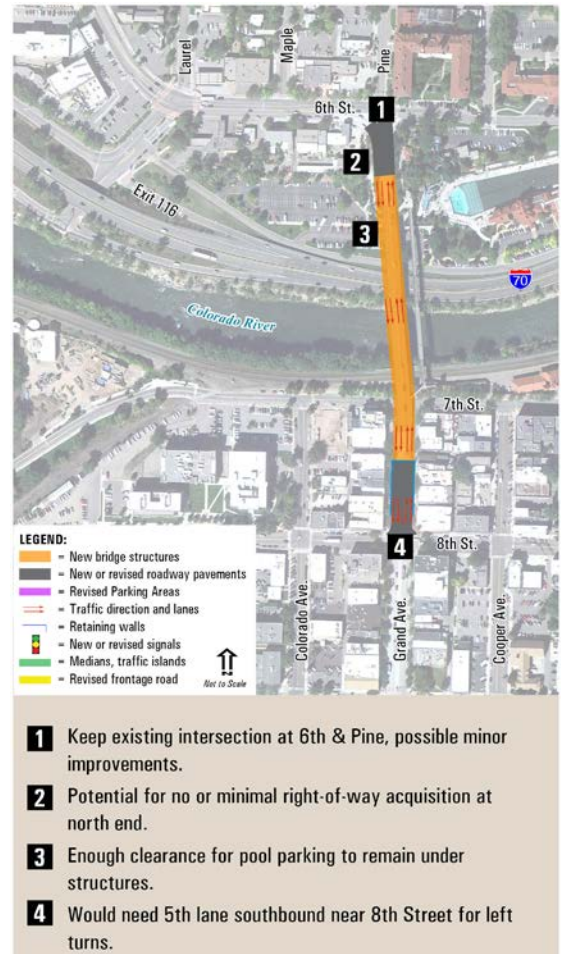 Laurel
Maple
Pine
6th St.
1
2
Exit 116
3
70
Colorado River
7th St.
8th St.
4
Colorado Ave.
Grand Ave.
Cooper Ave.
LEGEND:
= New bridge structures
= New or revised roadway pavements
= Revised Parking Areas
= Traffic direction and lanes
= Retaining walls
= New or revised signals
= Medians, traffic islands
= Revised frontage road
Not to Scale
1 Keep existing intersection at 6th & Pine, possible minor
improvements.
2 Potential for no or minimal right-of-way acquisition at
north end.
3 Enough clearance for pool parking to remain under
structures.
4 Would need 5th lane southbound near 8th Street for left
turns.